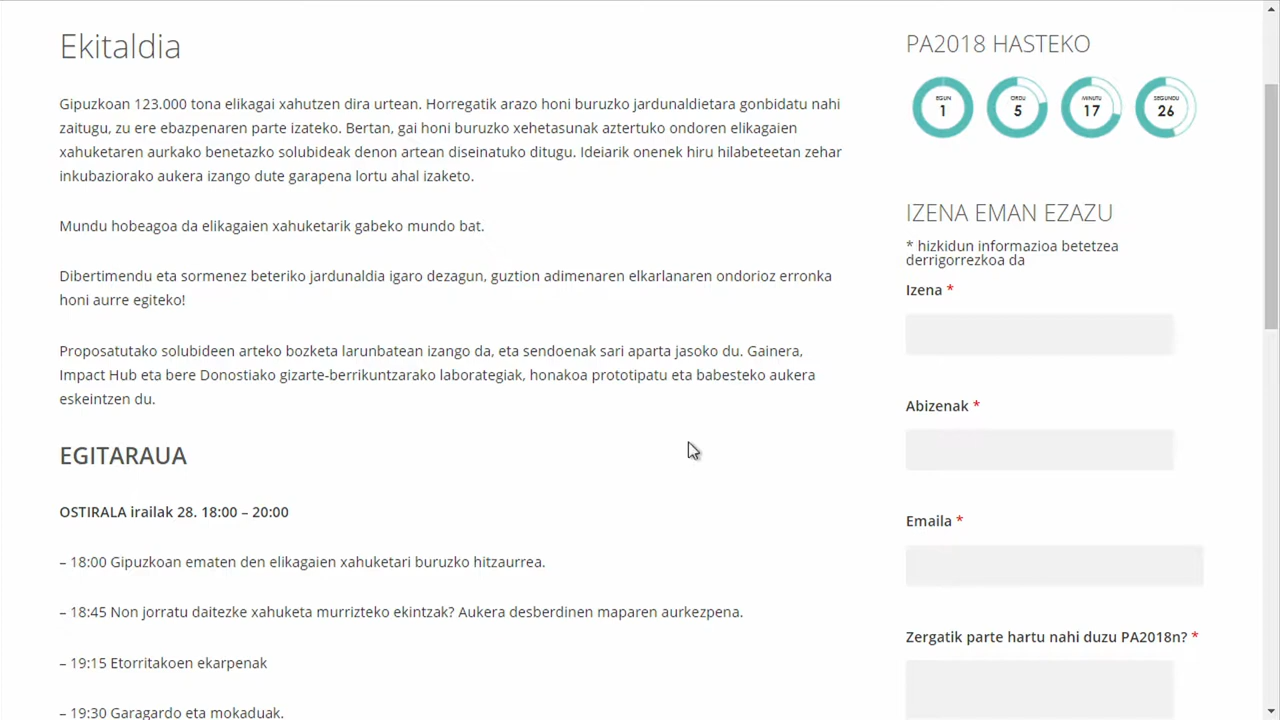 Ekitaldia
Gipuzkoan 123.000 tona elikagai xahutzen dira urtean. Horregatik arazo honi buruzko jardunaldietara gonbidatu nahi
zaitugu, zu ere ebazpenaren parte izateko. Bertan, gai honi buruzko xehetasunak aztertuko ondoren elikagaien
xahuketaren aurkako benetazko solubideak denon artean diseinatuko ditugu. Ideiarik onenek hiru hilabeteetan zehar
inkubaziorako aukera izango dute garapena lortu ahal izaketo.
Mundu hobeagoa da elikagaien xahuketarik gabeko mundo bat.
Dibertimendu eta sormenez beteriko jardunaldia igaro dezagun, guztion adimenaren elkarlanaren ondorioz erronka
honi aurre egiteko!
Proposatutako solubideen arteko bozketa larunbatean izango da, eta sendoenak sari aparta jasoko du. Gainera,
Impact Hub eta bere Donostiako gizarte-berrikuntzarako laborategiak, honakoa prototipatu eta babesteko aukera
eskeintzen du.
EGITARAUA
OSTIRALA irailak 28. 18:00 – 20:00
– 18:00 Gipuzkoan ematen den elikagaien xahuketari buruzko hitzaurrea.
– 18:45 Non jorratu daitezke xahuketa murrizteko ekintzak? Aukera desberdinen maparen aurkezpena.
– 19:15 Etorritakoen ekarpenak
– 19:30 Garagardo eta mokaduak.
PA2018 HASTEKO
EGUN ORDU MINUTU SEGUNDU
1 5 17 26
IZENA EMAN EZAZU
* hizkidun informazioa betetzea
derrigorrezkoa da
Izena *
Abizenak *
Emaila *
Zergatik parte hartu nahi duzu PA2018n? *